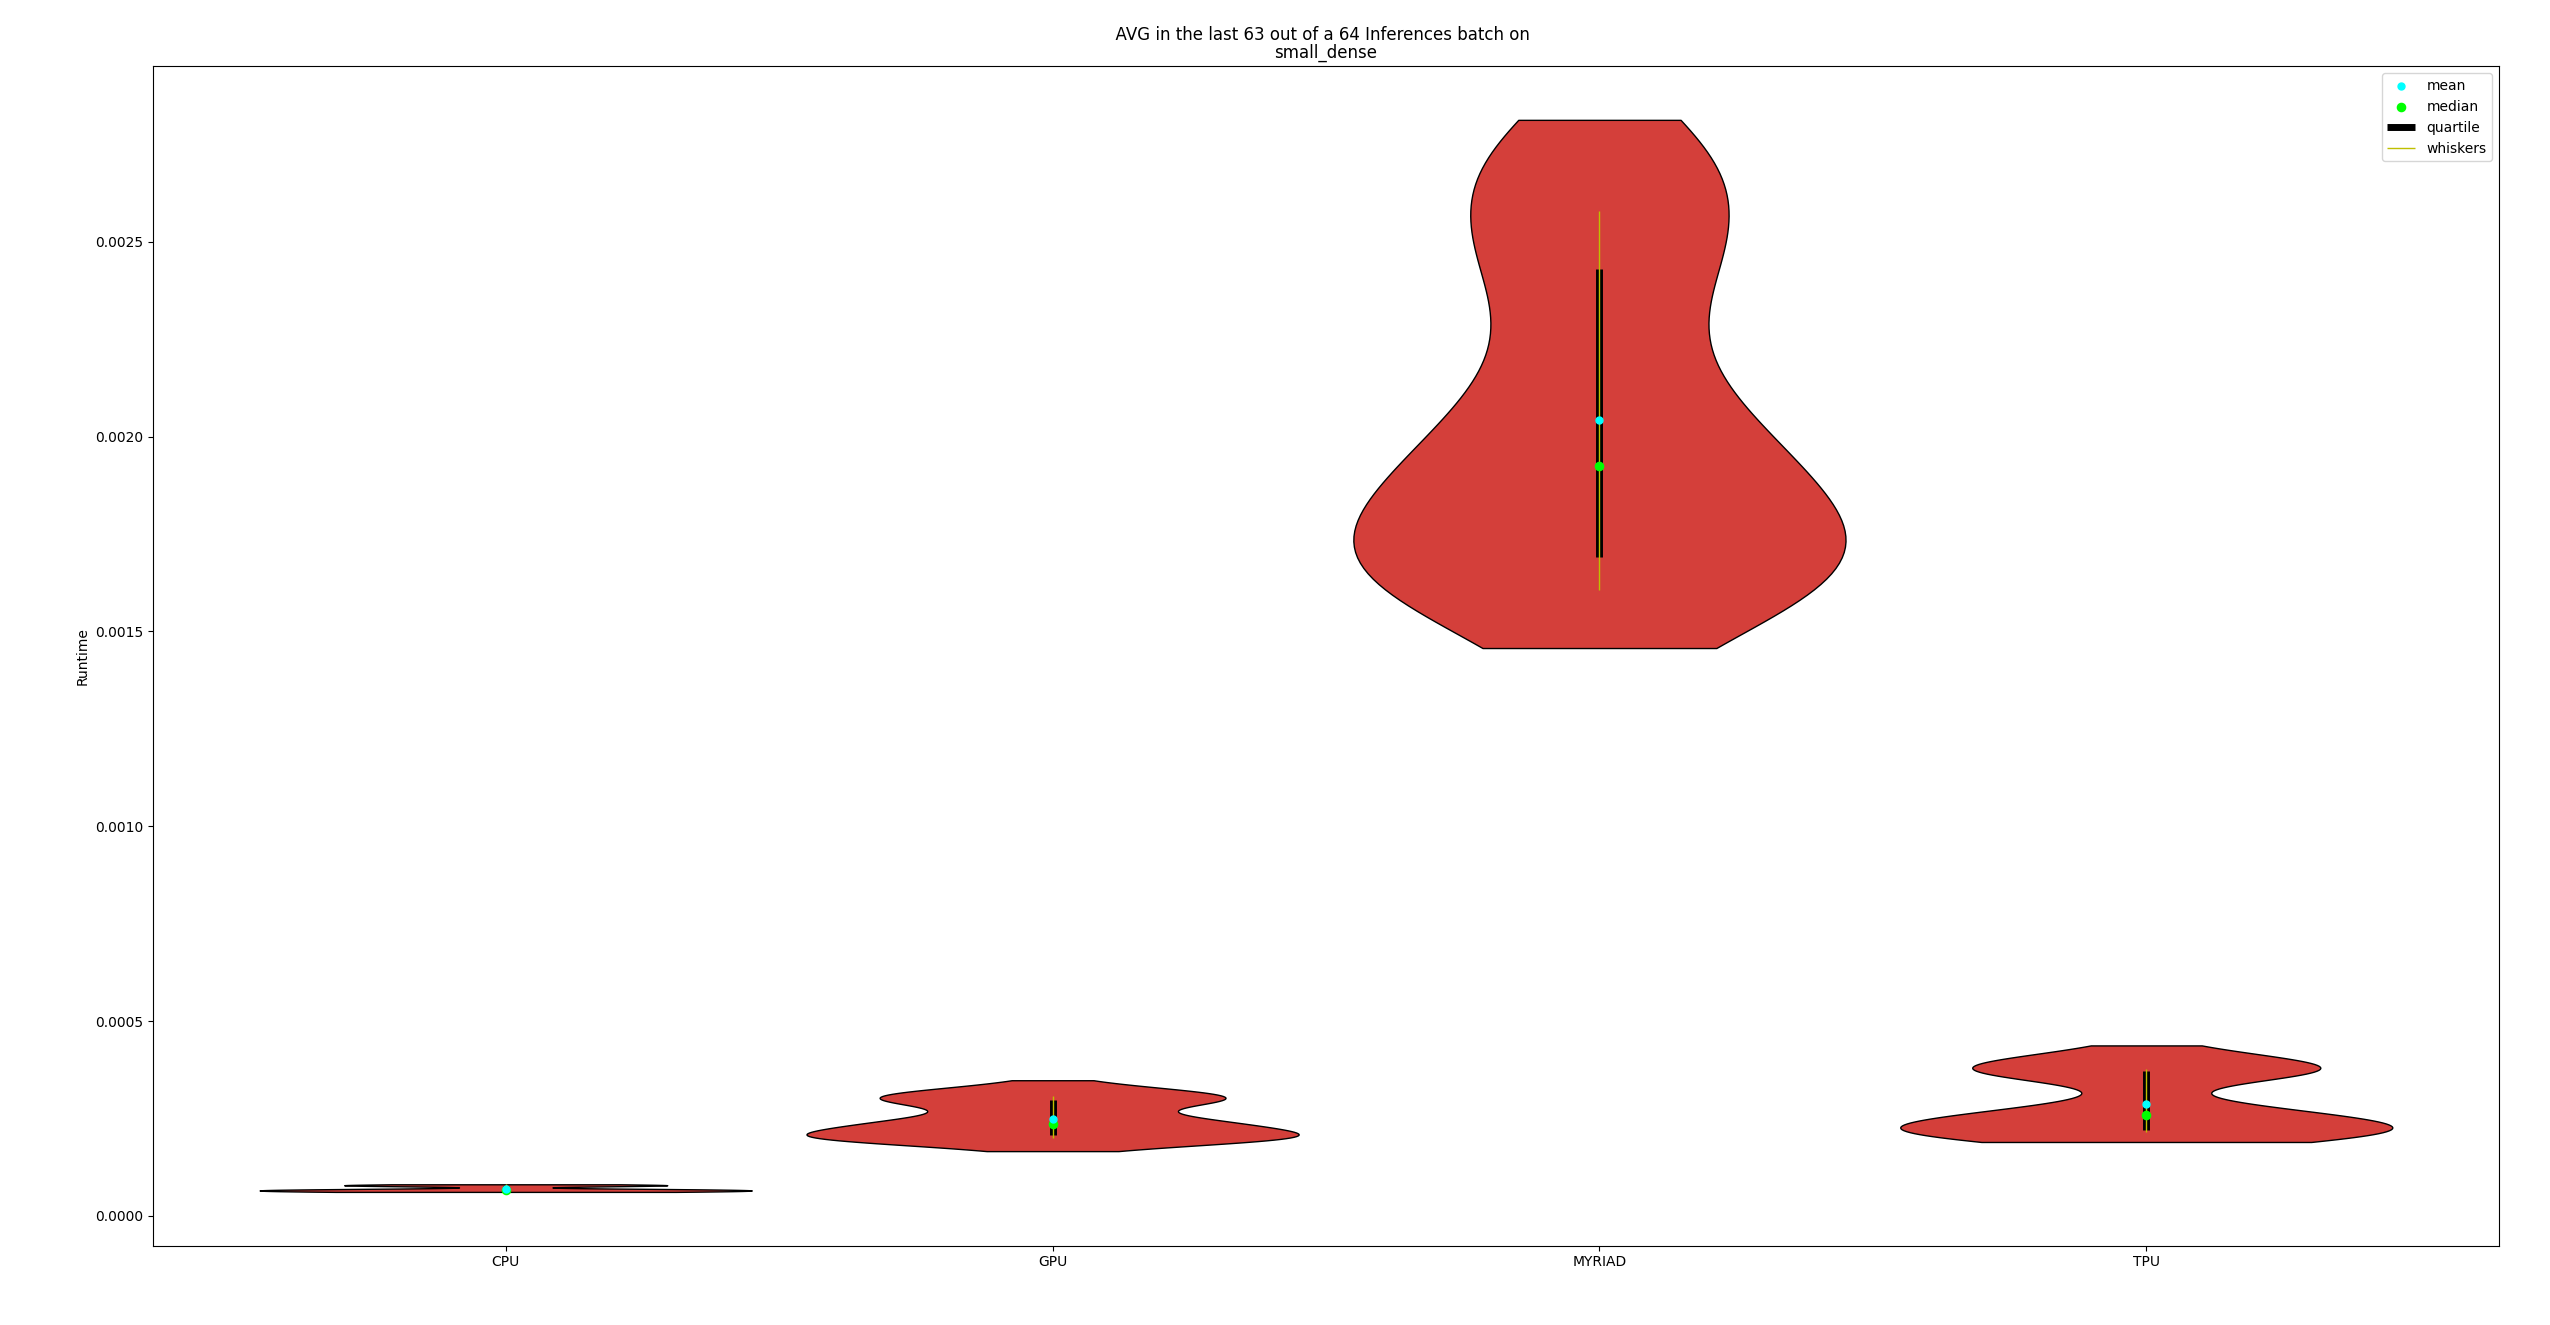 AVG in the last 63 out of a 64 Inferences batch on
small_dense
mean
median
quartile
whiskers
Runtime
0.0025
0.0020
0.0015
0.0010
0.0005
0.0000
CPU
GPU
MYRIAD
TPU